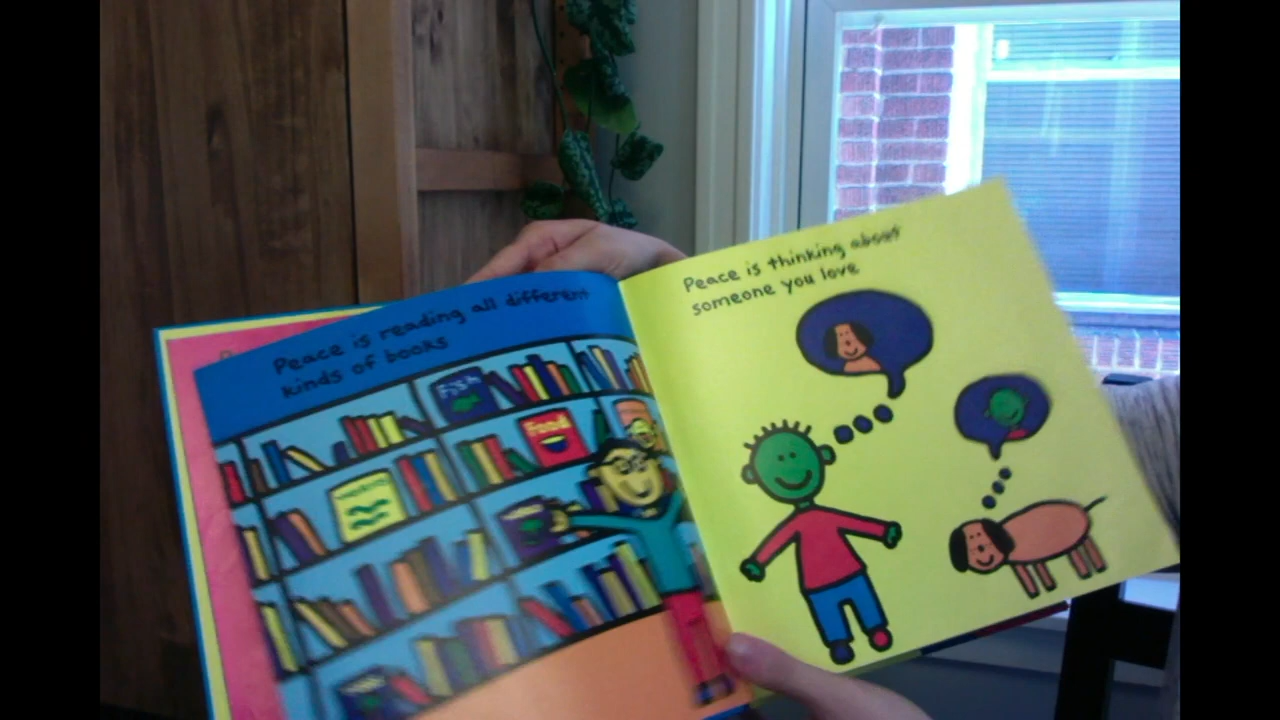 Peace is reading all different
kinds of books
FISH
Food
Peace is thinking about
someone you love